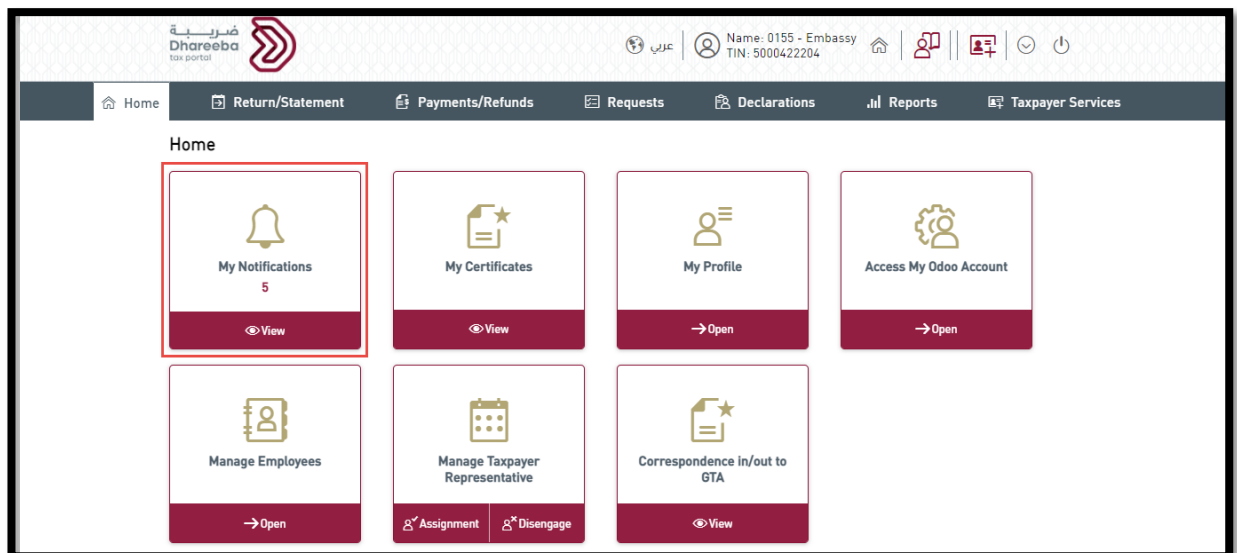 ضريبة
Dhareeba
tax portal
عربي
Name: 0155 - Embassy
TIN: 5000422204
Home
Return/Statement
Payments/Refunds
Requests
Declarations
Reports
Taxpayer Services
Home
My Notifications
5
View
My Certificates
View
My Profile
Open
Access My Odoo Account
Open
Manage Employees
Open
Manage Taxpayer
Representative
Assignment
Disengage
Correspondence in/out to
GTA
View